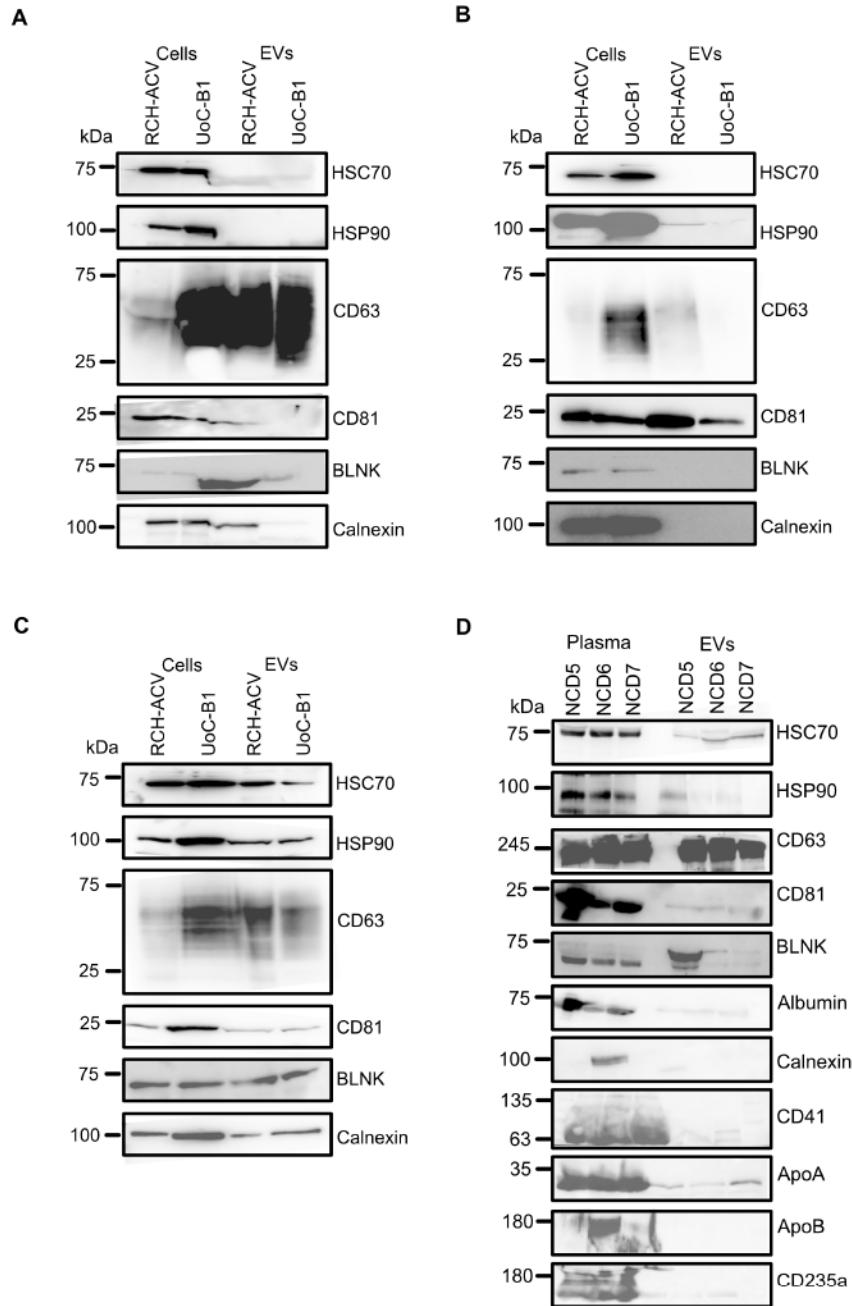 A
Cells EVs
RCH-ACV UoC-B1 RCH-ACV UoC-B1
kDa
75 HSC70
100 HSP90
75
CD63
25
25 CD81
75 BLNK
100 Calnexin
B
Cells EVs
RCH-ACV UoC-B1 RCH-ACV UoC-B1
kDa
75 HSC70
100 HSP90
75
CD63
25
25 CD81
75 BLNK
100 Calnexin
C
Cells EVs
RCH-ACV UoC-B1 RCH-ACV UoC-B1
kDa
75 HSC70
100 HSP90
75
CD63
25
25 CD81
75 BLNK
100 Calnexin
D
Plasma EVs
NCD5 NCD6 NCD7 NCD5 NCD6 NCD7
kDa
75 HSC70
100 HSP90
245 CD63
25 CD81
75 BLNK
75 Albumin
100 Calnexin
135
CD41
63
35 ApoA
180 ApoB
180 CD235a